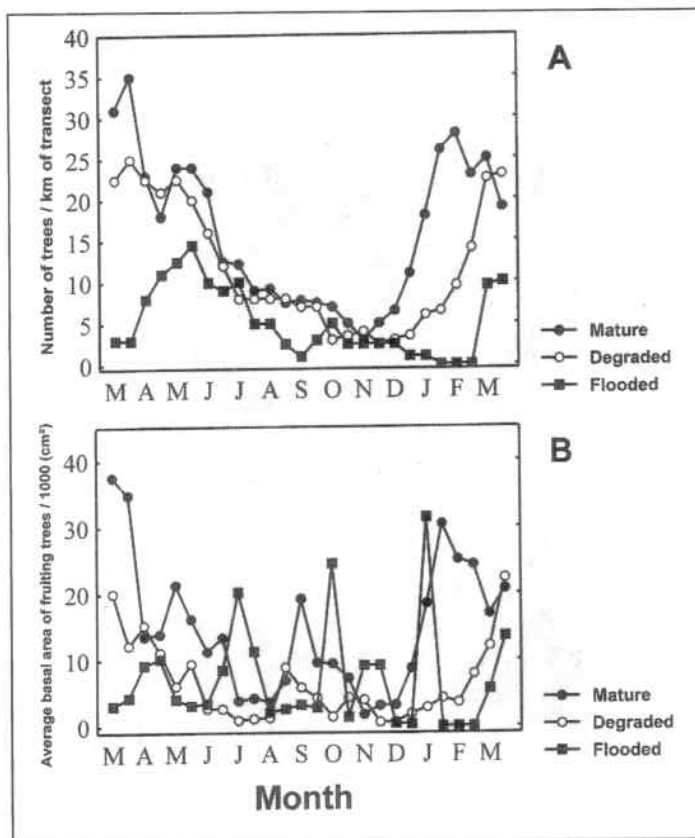 A
Number of trees / km of transect
40
35
30
25
20
15
10
5
0
M A M J J A S O N D J F M
Mature
Degraded
Flooded
B
Average basal area of fruiting trees / 1000 (cm²)
40
30
20
10
0
M A M J J A S O N D J F M
Mature
Degraded
Flooded
Month